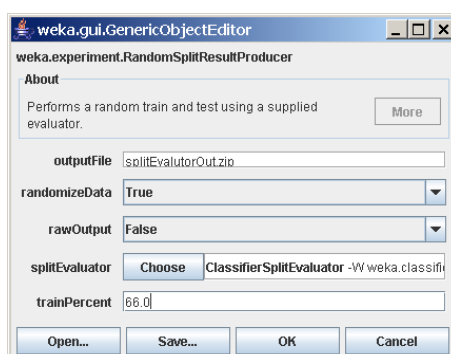 weka.gui.GenericObjectEditor
weka.experiment.RandomSplitResultProducer
About
Performs a random train and test using a supplied
evaluator.
More
outputFile splitEvalutorOut.zip
randomizeData True
rawOutput False
splitEvaluator Choose ClassifierSplitEvaluator -W weka.classifi
trainPercent 66.0
Open... Save... OK Cancel